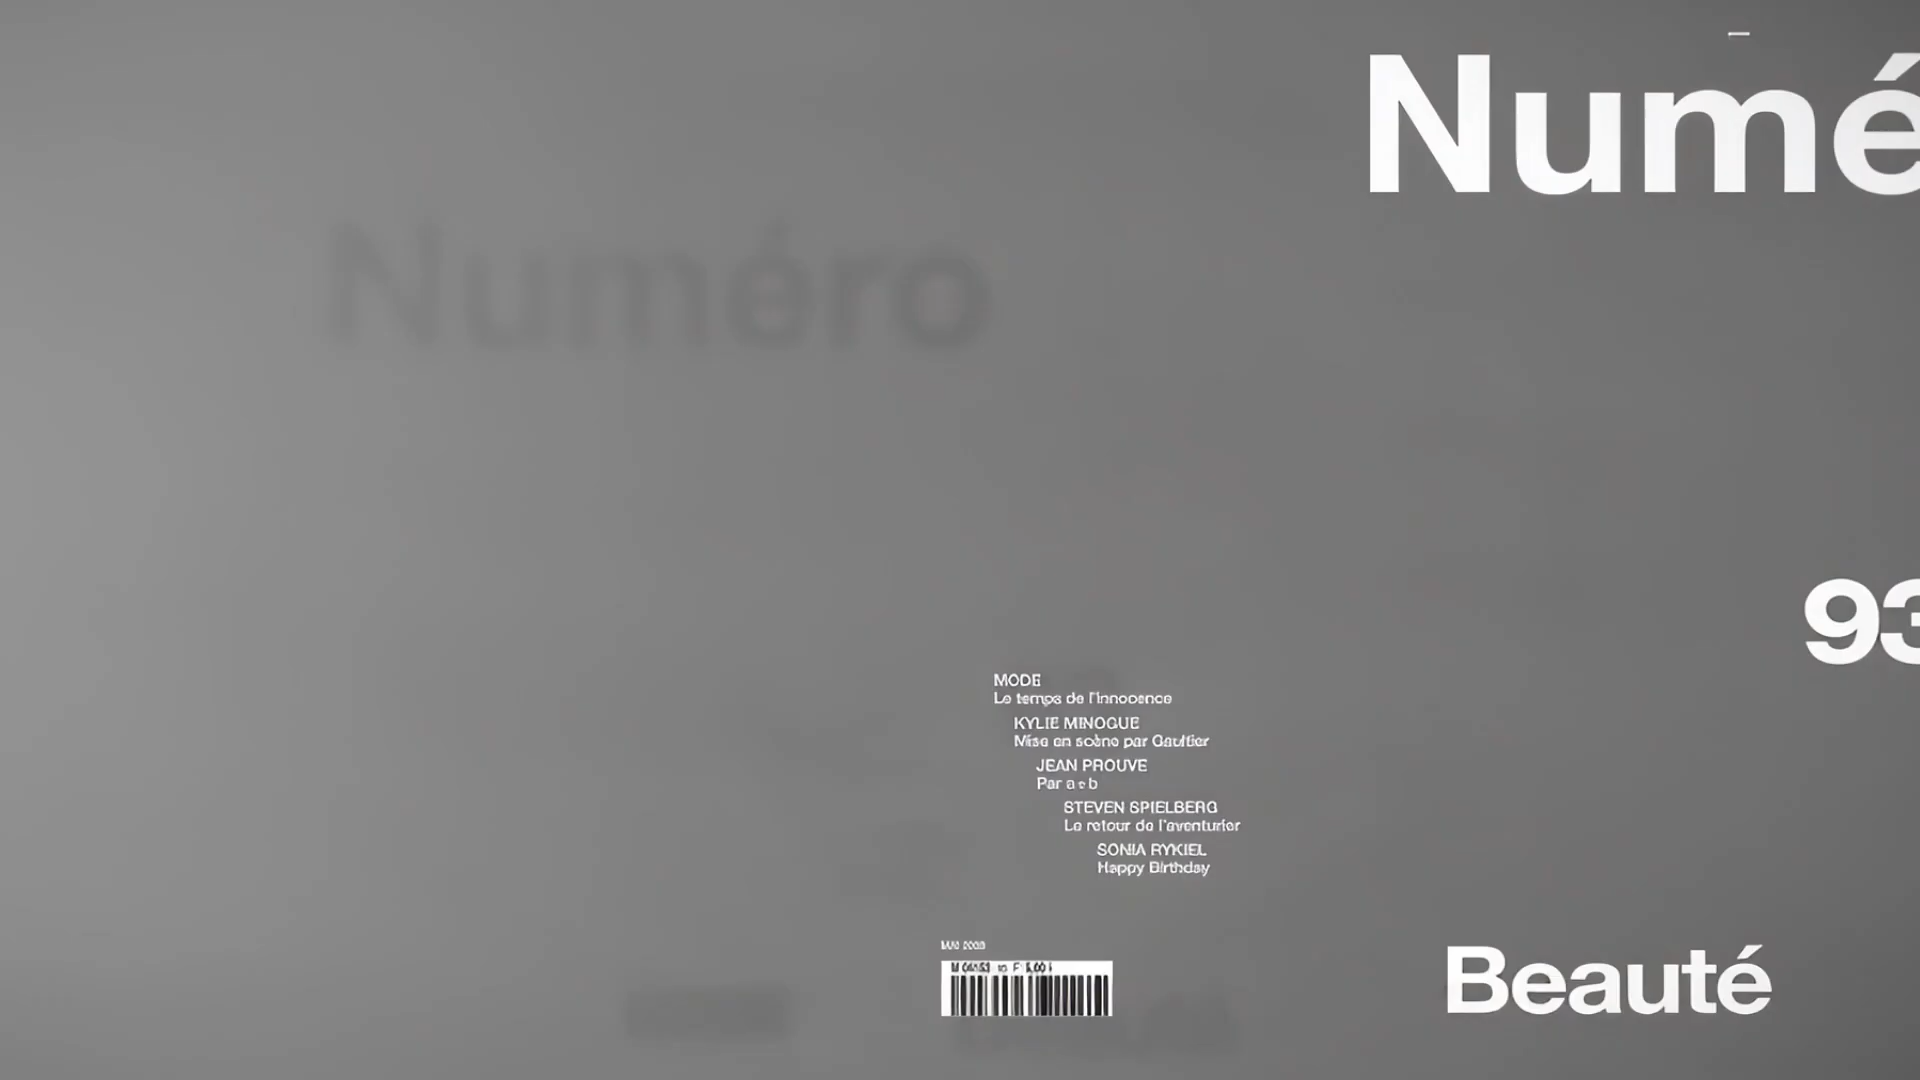 Numé
Numéro
93
MODE
Le temps de l'innocence
KYLIE MINOGUE
Mise en scène par Gaultier
JEAN PROUVE
Par a
STEVEN SPIELBERG
Le retour de l'aventurier
SONIA RYKIEL
Happy Birthday
MAI
Beauté